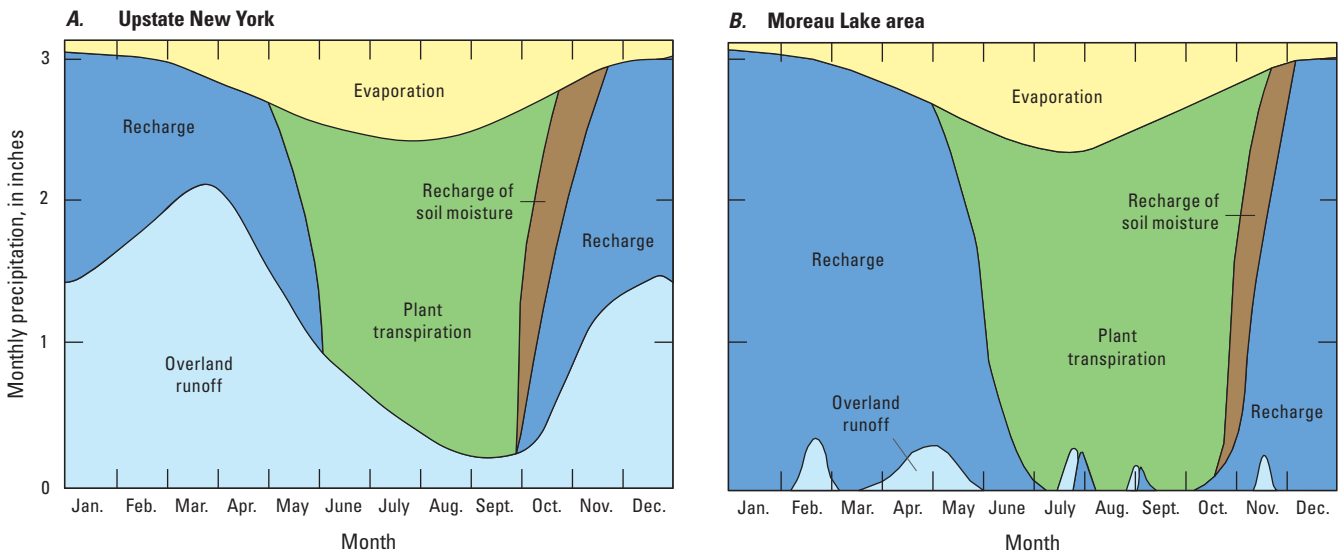 A. Upstate New York
Monthly precipitation, in inches
3
2
1
0
Evaporation
Recharge
Recharge of
soil moisture
Recharge
Plant
transpiration
Overland
runoff
Jan. Feb. Mar. Apr. May June July Aug. Sept. Oct. Nov. Dec.
Month
B. Moreau Lake area
Evaporation
Recharge of
soil moisture
Recharge
Plant
transpiration
Overland
runoff
Recharge
Jan. Feb. Mar. Apr. May June July Aug. Sept. Oct. Nov. Dec.
Month